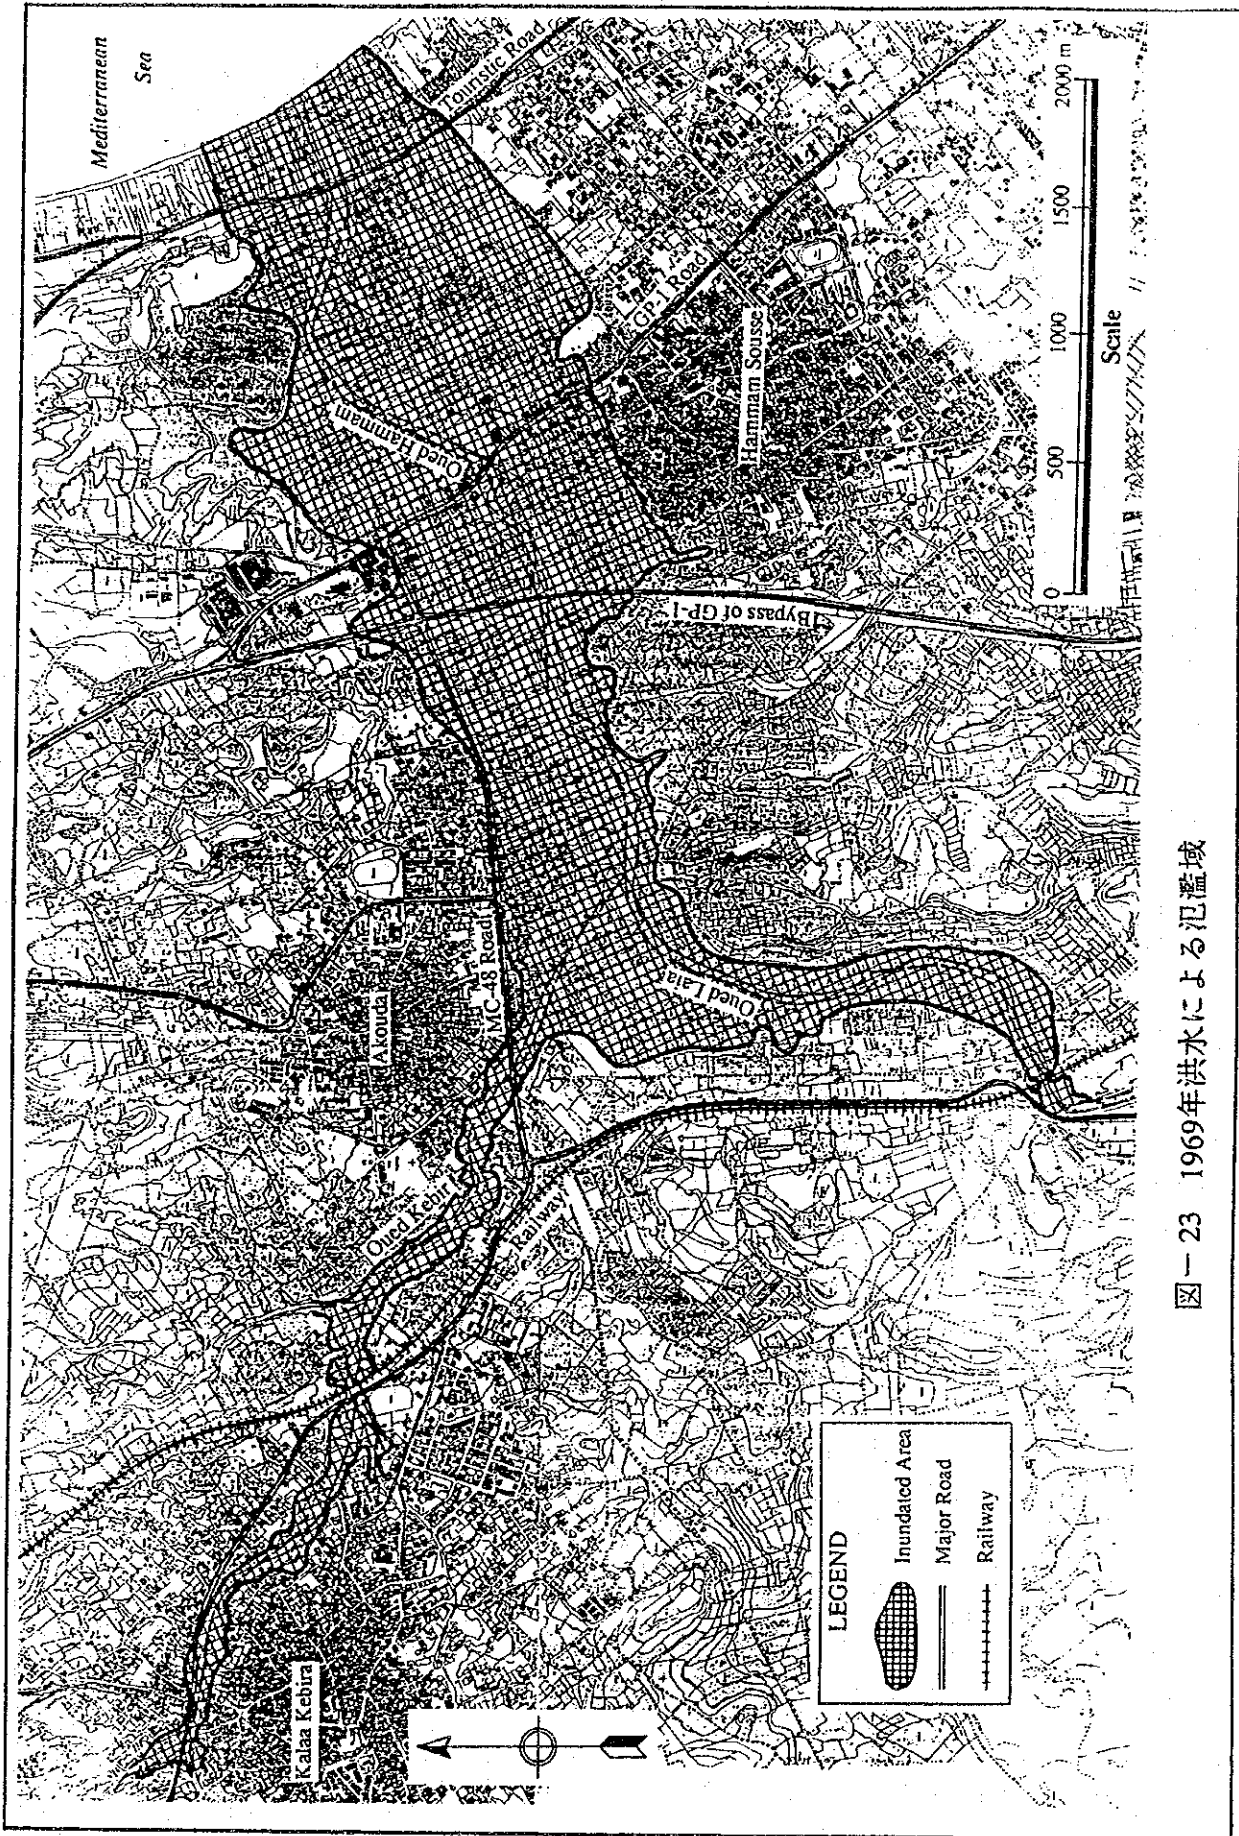 Mediterranean
Sea
Touristic Road
GP-1 Road
Oued Hammam
Hammam Sousse
Bypass of GP-1
MC-48 Road
Akouda
Oued Laia
Oued Kebir
Railway
Kalaa Kebira
LEGEND
Inundated Area
Major Road
Railway
0 500 1000 1500 2000 m
Scale
図－23 1969年洪水による氾濫域